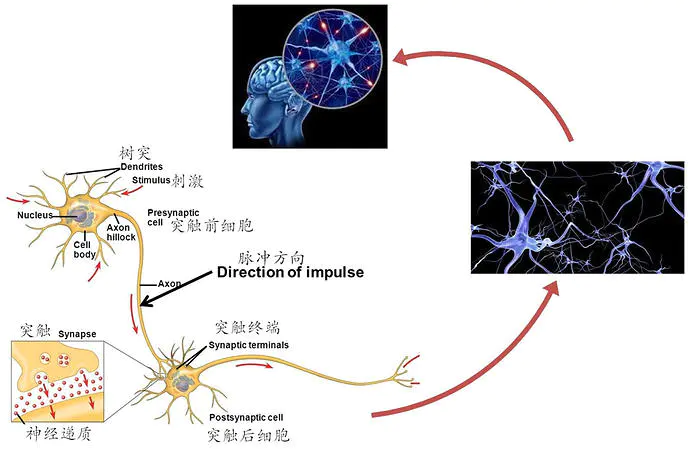 树突
Dendrites
Stimulus 刺激
Nucleus
Axon
hillock
Cell
body
Presynaptic
cell
突触前细胞
脉冲方向
Direction of impulse
Axon
突触 Synapse
突触终端
Synaptic terminals
神经递质
Postsynaptic cell
突触后细胞